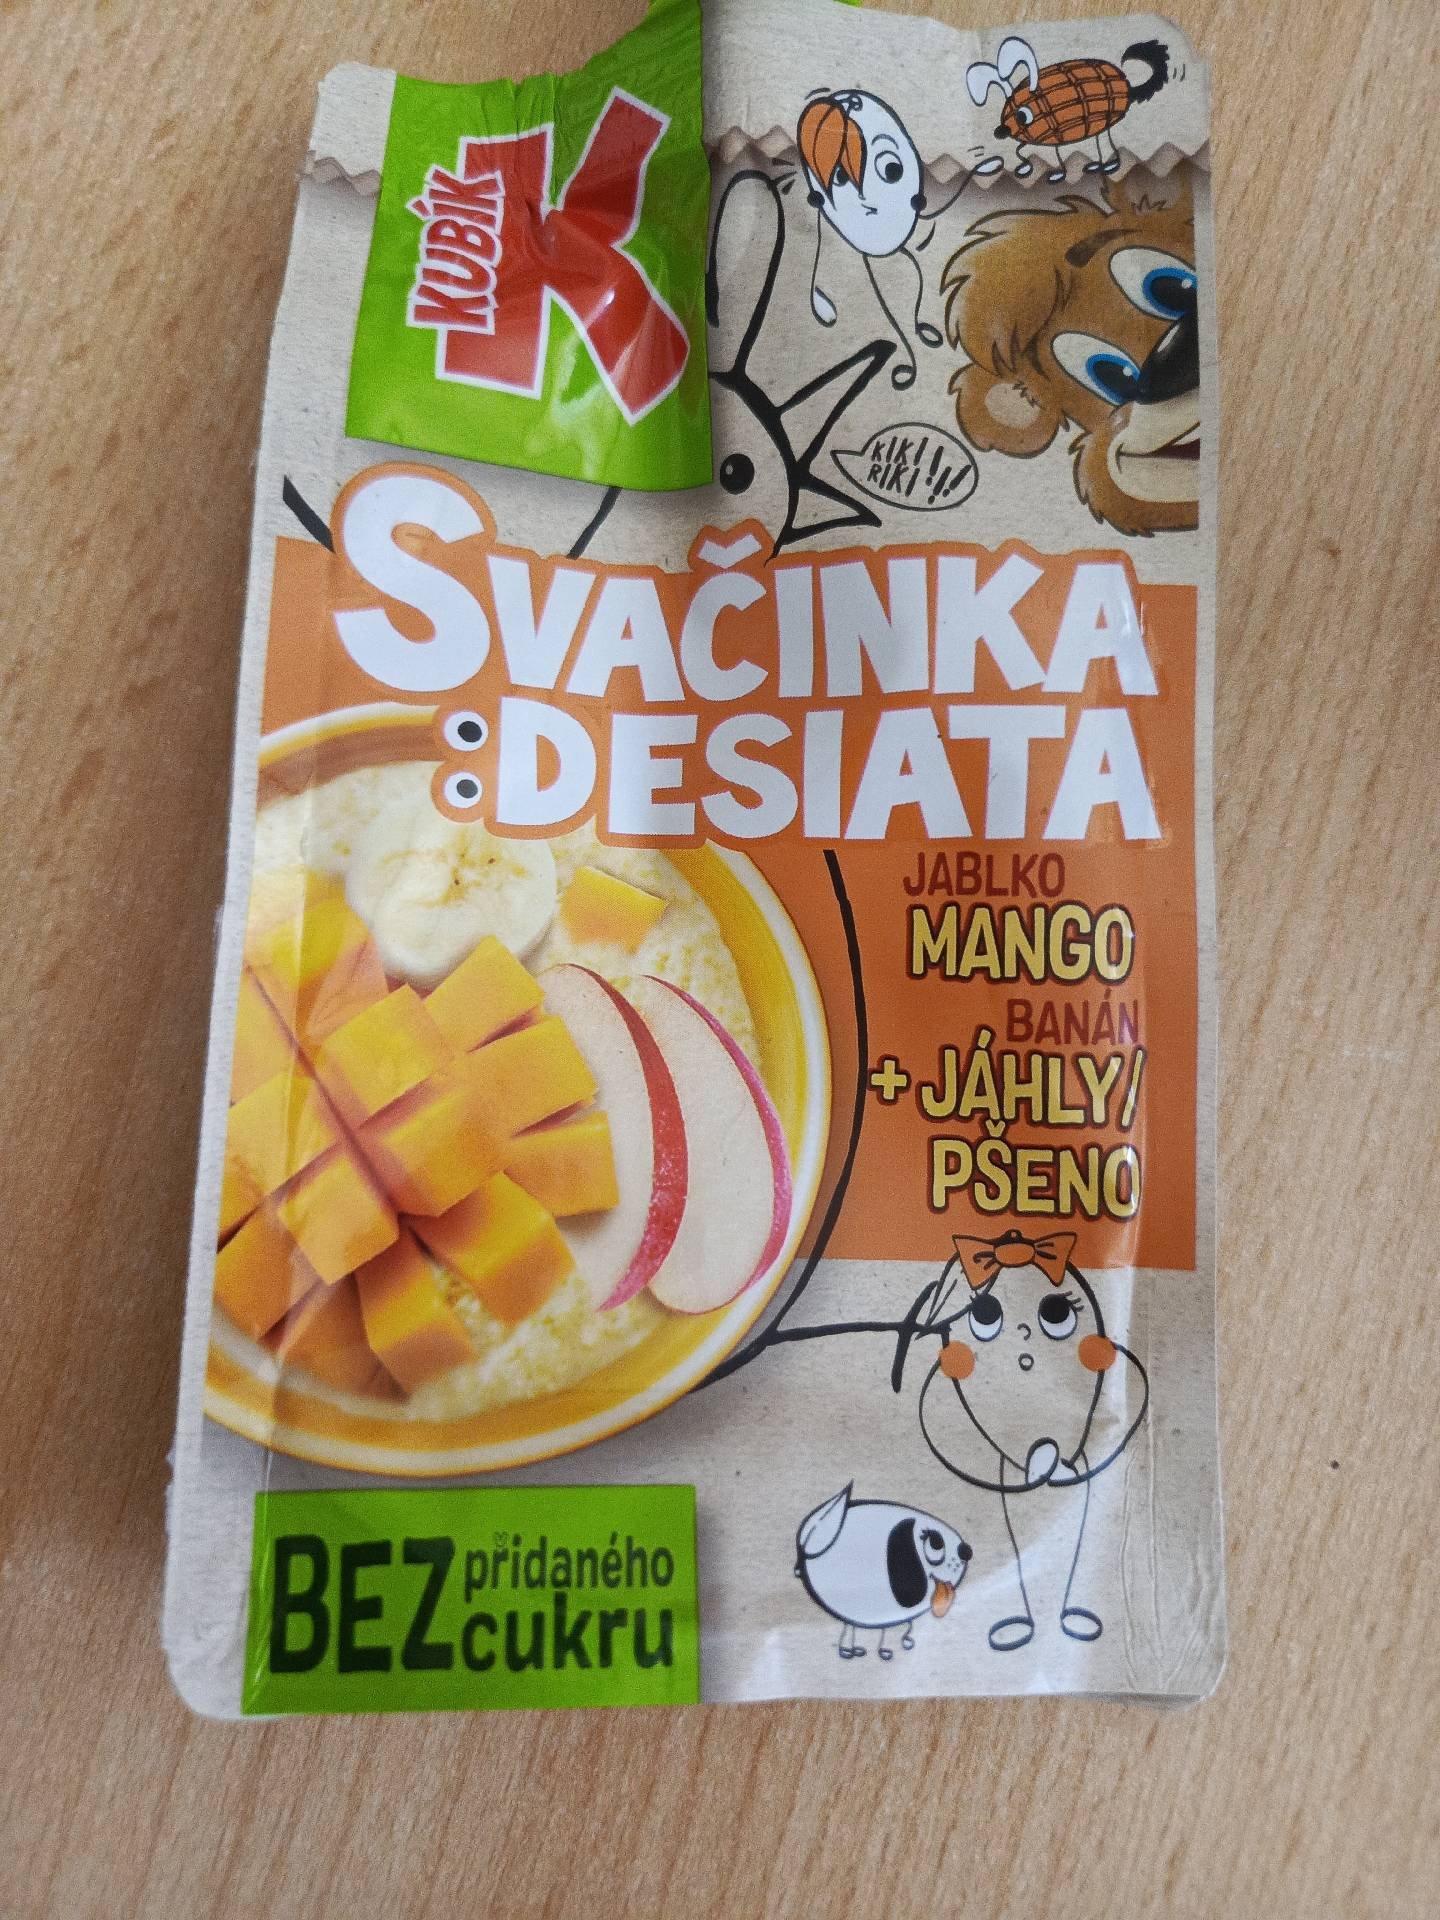 KUBÍK
K
KIKI
RIKI!!!
SVAČINKA
DESIATA
JABLKO
MANGO
BANÁN
+ JÁHLY/
PŠENO
BEZ přidaného
cukru